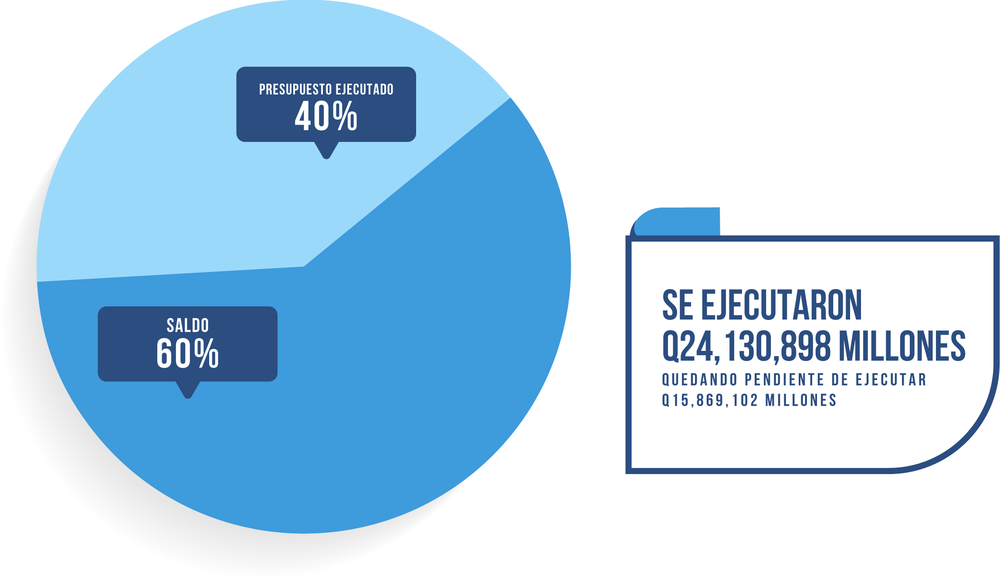 PRESUPUESTO EJECUTADO
40%
SALDO
60%
SE EJECUTARON
Q24,130,898 MILLONES
QUEDANDO PENDIENTE DE EJECUTAR
Q15,869,102 MILLONES